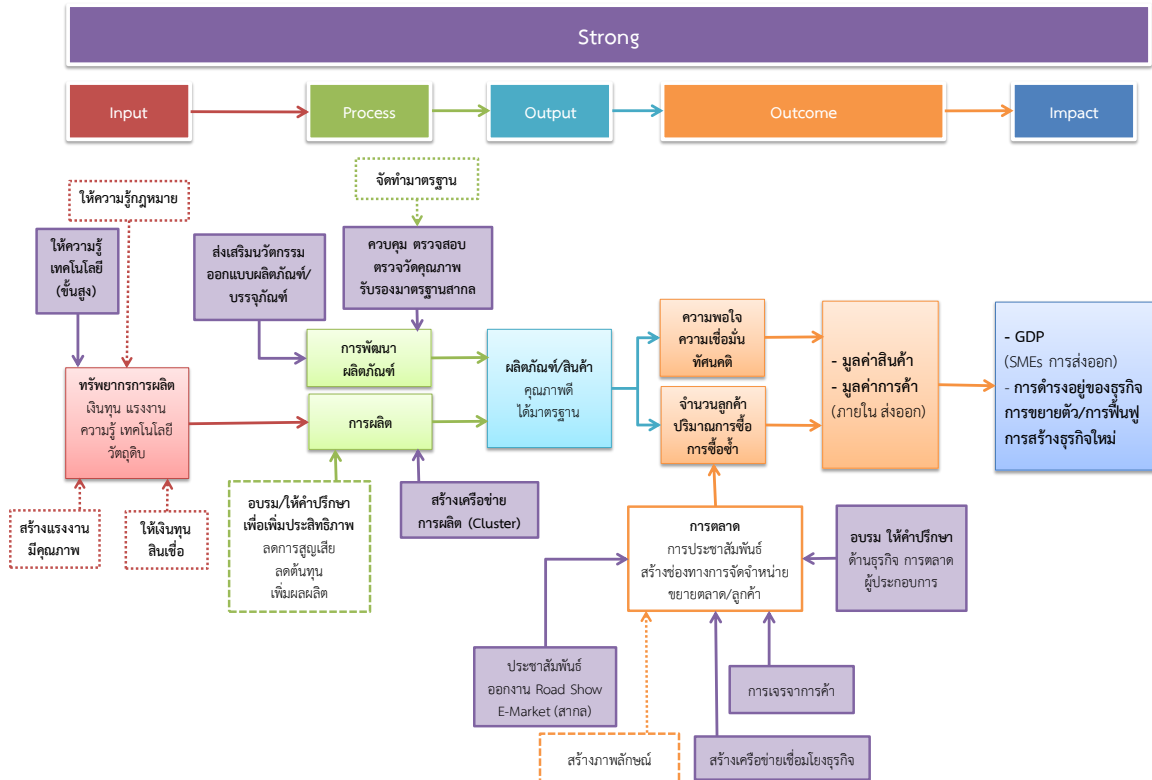 Strong
Input
Process
Output
Outcome
Impact
ให้ความรู้กฎหมาย
จัดทำมาตรฐาน
ให้ความรู้
เทคโนโลยี
(ขั้นสูง)
ส่งเสริมนวัตกรรม
ออกแบบผลิตภัณฑ์/
บรรจุภัณฑ์
ควบคุม ตรวจสอบ
ตรวจวัดคุณภาพ
รับรองมาตรฐานสากล
ทรัพยากรการผลิต
เงินทุน แรงงาน
ความรู้ เทคโนโลยี
วัตถุดิบ
การพัฒนา
ผลิตภัณฑ์
การผลิต
ผลิตภัณฑ์/สินค้า
คุณภาพดี
ได้มาตรฐาน
ความพอใจ
ความเชื่อมั่น
ทัศนคติ
จำนวนลูกค้า
ปริมาณการซื้อ
การซื้อซ้ำ
- มูลค่าสินค้า
- มูลค่าการค้า
(ภายใน ส่งออก)
- GDP
(SMEs การส่งออก)
- การดำรงอยู่ของธุรกิจ
การขยายตัว/การฟื้นฟู
การสร้างธุรกิจใหม่
สร้างแรงงาน
มีคุณภาพ
ให้เงินทุน
สินเชื่อ
อบรม/ให้คำปรึกษา
เพื่อเพิ่มประสิทธิภาพ
ลดการสูญเสีย
ลดต้นทุน
เพิ่มผลผลิต
สร้างเครือข่าย
การผลิต (Cluster)
การตลาด
การประชาสัมพันธ์
สร้างช่องทางการจัดจำหน่าย
ขยายตลาด/ลูกค้า
อบรม ให้คำปรึกษา
ด้านธุรกิจ การตลาด
ผู้ประกอบการ
ประชาสัมพันธ์
ออกงาน Road Show
E-Market (สากล)
การเจรจาการค้า
สร้างภาพลักษณ์
สร้างเครือข่ายเชื่อมโยงธุรกิจ